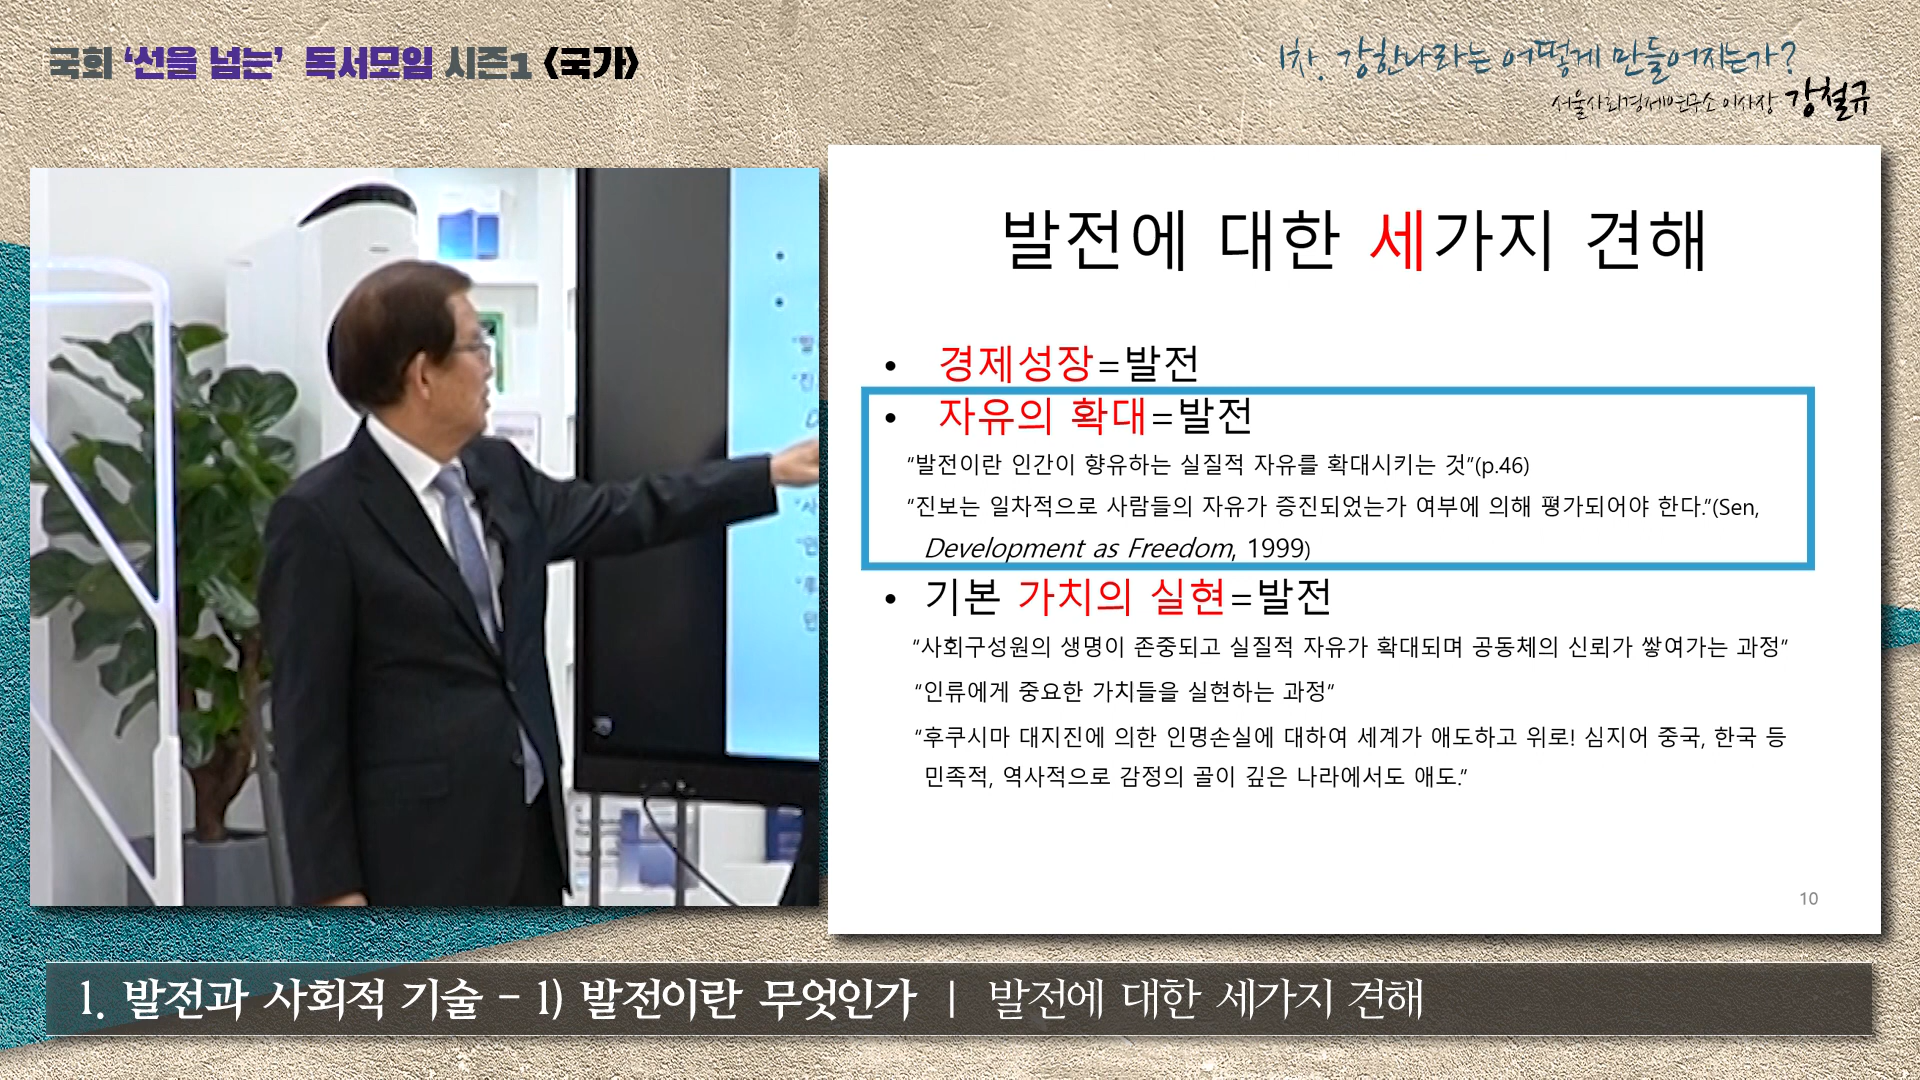 국회 '선을 넘는' 독서모임 시즌1 <국가>
1차. 강한나라는 어떻게 만들어지는가?
서울사회경제연구소 이사장 강철규
발전에 대한 세가지 견해
• 경제성장=발전
• 자유의 확대=발전
"발전이란 인간이 향유하는 실질적 자유를 확대시키는 것"(p.46)
"진보는 일차적으로 사람들의 자유가 증진되었는가 여부에 의해 평가되어야 한다."(Sen,
Development as Freedom, 1999)
• 기본 가치의 실현=발전
"사회구성원의 생명이 존중되고 실질적 자유가 확대되며 공동체의 신뢰가 쌓여가는 과정"
"인류에게 중요한 가치들을 실현하는 과정"
"후쿠시마 대지진에 의한 인명손실에 대하여 세계가 애도하고 위로! 심지어 중국, 한국 등
민족적, 역사적으로 감정의 골이 깊은 나라에서도 애도."
10
1. 발전과 사회적 기술 - 1) 발전이란 무엇인가 | 발전에 대한 세가지 견해